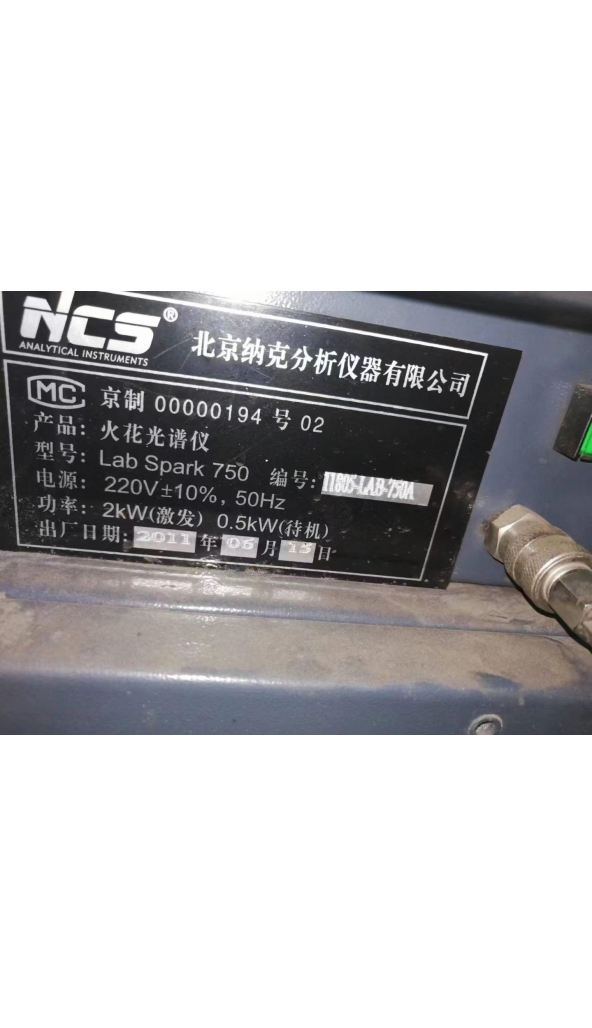 NCS®
ANALYTICAL INSTRUMENTS
北京纳克分析仪器有限公司
MC 京制 00000194 号 02
产品: 火花光谱仪
型号: Lab Spark 750 编号: 11805-LAB-750A
电源: 220V±10%, 50Hz
功率: 2kW(激发) 0.5kW(待机)
出厂日期: 2011 年 06 月 15 日